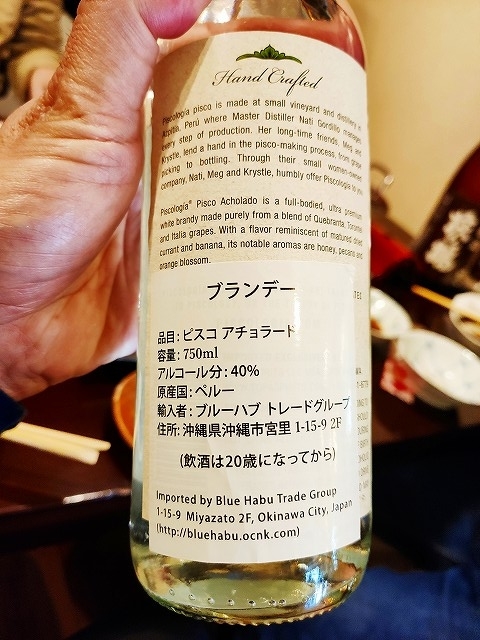 Hand Crafted
Piscologia pisco is made at small vineyard and distillery in
Azpitia, Perú where Master Distiller Nati Gordillo manages
every step of production. Her long-time friends, Meg and
Krystle, lend a hand in the pisco-making process, from grape
picking to bottling. Through their small women-owned
company, Nati, Meg and Krystle, humbly offer Piscologia to you.
Piscologia® Pisco Acholado is a full-bodied, ultra premium
white brandy made purely from a blend of Quebranta, Torontel
and Italia grapes. With a flavor reminiscent of matured dried
currant and banana, its notable aromas are honey, pecans and
orange blossom.
ブランデー
品目：ピスコ アチョラード
容量：750ml
アルコール分：40%
原産国：ペルー
輸入者：ブルーハブ トレードグループ
住所：沖縄県沖縄市宮里 1-15-9 2F
(飲酒は20歳になってから)
Imported by Blue Habu Trade Group
1-15-9 Miyazato 2F, Okinawa City, Japan
(http://bluehabu.ocnk.com)